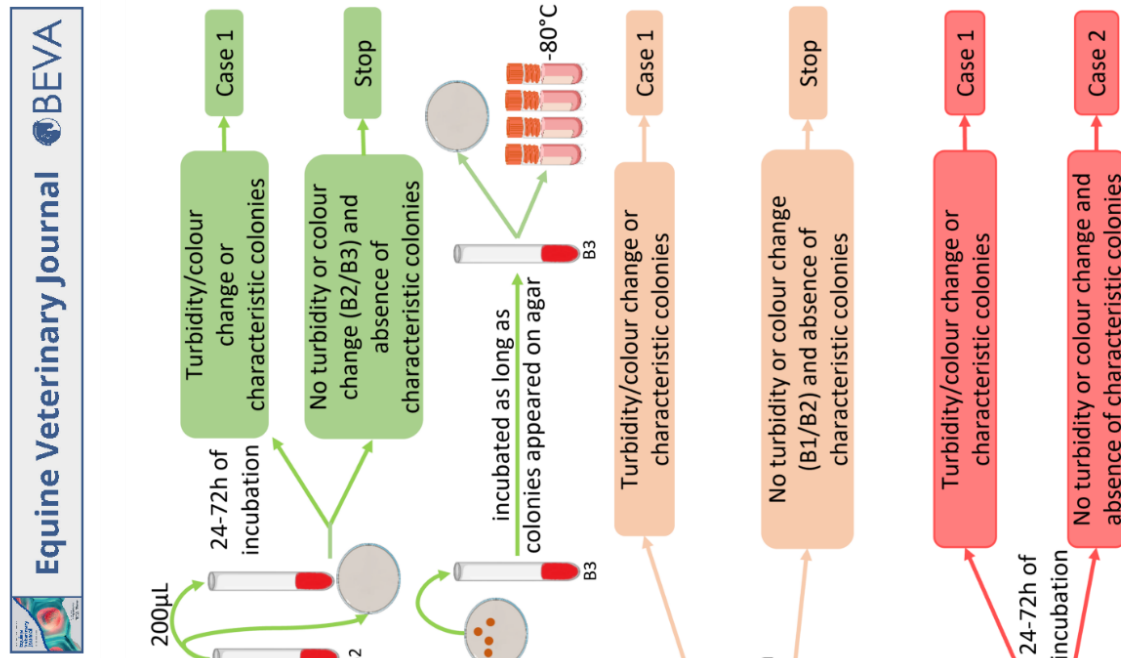 Equine Veterinary Journal
BEVA
200µL
24-72h of
incubation
Turbidity/colour
change or
characteristic colonies
Case 1
No turbidity or colour
change (B2/B3) and
absence of
characteristic colonies
Stop
2
B3
incubated as long as
colonies appeared on agar
B3
-80°C
Turbidity/colour change or
characteristic colonies
Case 1
No turbidity or colour change
(B1/B2) and absence of
characteristic colonies
Stop
24-72h of
incubation
Turbidity/colour change or
characteristic colonies
Case 1
No turbidity or colour change and
absence of characteristic colonies
Case 2